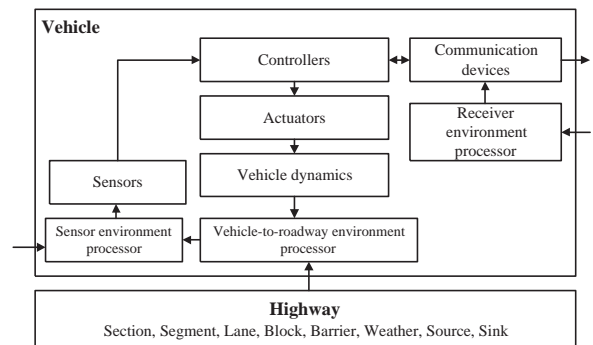 Vehicle
Controllers
Communication
devices
Actuators
Receiver
environment
processor
Sensors
Vehicle dynamics
Sensor environment
processor
Vehicle-to-roadway environment
processor
Highway
Section, Segment, Lane, Block, Barrier, Weather, Source, Sink